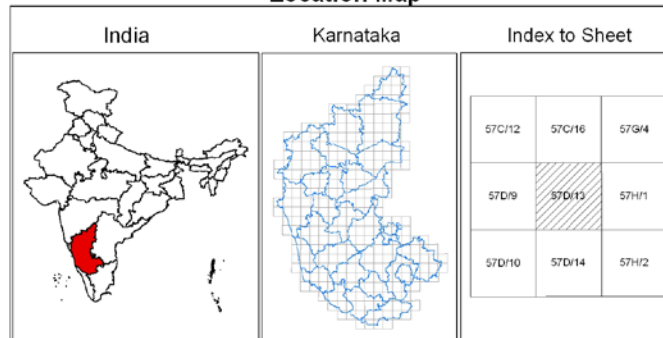 Location Map
India
Karnataka
Index to Sheet
57C/12 57C/16 57G/4
57D/9 57D/13 57H/1
57D/10 57D/14 57H/2